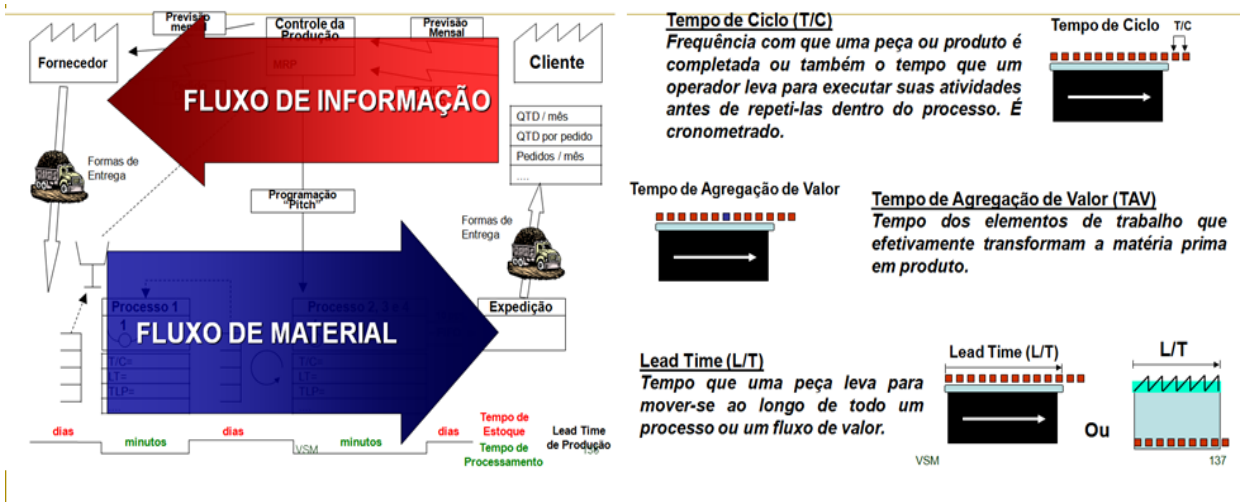 Previsão
mensal
Controle da
Produção
MRP
Previsão
Mensal
Fornecedor
Cliente
FLUXO DE INFORMAÇÃO
QTD / mês
QTD por pedido
Pedidos / mês
....
Formas de
Entrega
Programação
“Pitch”
Formas de
Entrega
Processo 1
1
Processo 2, 3 e 4
Expedição
FLUXO DE MATERIAL
T/C=
LT=
TLP=
T/C=
LT=
TLP=
dias
minutos
dias
minutos
dias
Tempo de
Estoque
Tempo de
Processamento
Lead Time
de Produção
VSM
Tempo de Ciclo (T/C)
Frequência com que uma peça ou produto é
completada ou também o tempo que um
operador leva para executar suas atividades
antes de repeti-las dentro do processo. É
cronometrado.
Tempo de Ciclo
T/C
Tempo de Agregação de Valor
Tempo de Agregação de Valor (TAV)
Tempo dos elementos de trabalho que
efetivamente transformam a matéria prima
em produto.
Lead Time (L/T)
Tempo que uma peça leva para
mover-se ao longo de todo um
processo ou um fluxo de valor.
Lead Time (L/T)
Ou
L/T
VSM
137